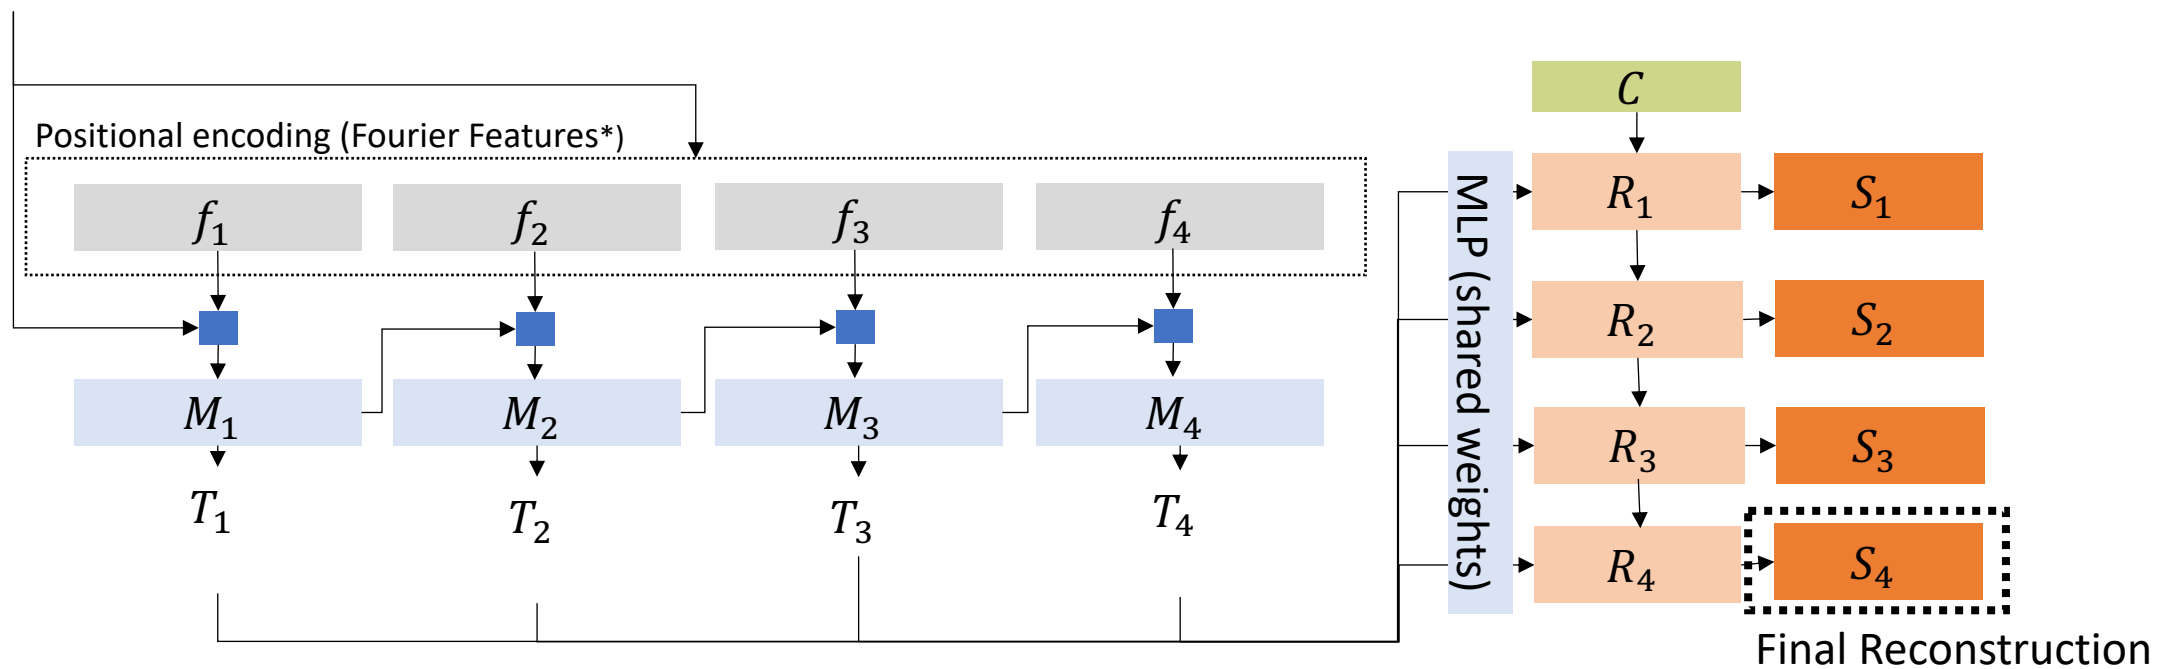 Positional encoding (Fourier Features*)
f₁ f₂ f₃ f₄
M₁ M₂ M₃ M₄
T₁ T₂ T₃ T₄
MLP (shared weights)
C
R₁ S₁
R₂ S₂
R₃ S₃
R₄ S₄
Final Reconstruction